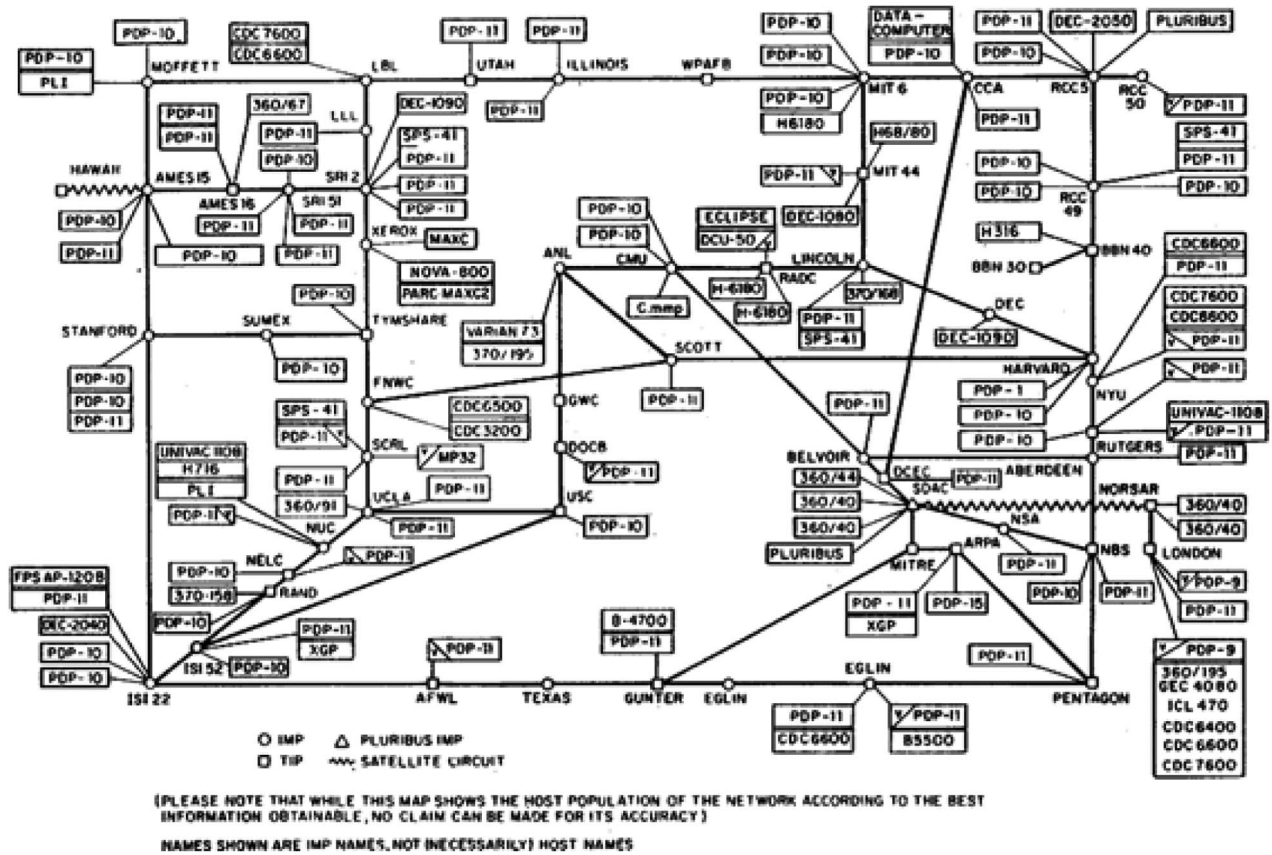 PDP-10
DATA-
COMPUTER
PDP-10
PDP-11
DEC-2050
PLURIBUS
PDP-10
CDC7600
CDC6600
PDP-11
PDP-11
PDP-10
PDP-10
PDP-10
PLI
MOFFETT
LBL
UTAH
ILLINOIS
WPAFB
MIT 6
CCA
RCC5
RCC
50
PDP-11
PDP-10
H6180
PDP-11
PDP-11
PDP-11
PDP-11
360/67
LLL
DEC-1090
SPS-41
PDP-11
PDP-11
PDP-10
H68/80
SPS-41
PDP-11
PDP-10
PDP-10
PDP-10
HAWAII
AMES15
AMES16
SRI 51
SRI 2
PDP-11
PDP-11
PDP-11
MIT 44
DEC-1080
RCC
49
PDP-10
PDP-11
PDP-10
PDP-11
PDP-11
PDP-11
XEROX
MAXC
PDP-10
PDP-10
ECLIPSE
DCU-50
H316
BBN 40
BBN 30
CDC6600
PDP-11
NOVA-800
PARC-MAXC2
ANL
CMU
RADC
LINCOLN
H-6180
H-6180
370/168
C.mmp
PDP-11
SPS-41
DEC
DEC-1090
CDC7600
CDC6600
PDP-11
PDP-11
PDP-10
STANFORD
SUMEX
TYMSHARE
VARIAN 73
370/195
SCOTT
HARVARD
NYU
PDP-10
PDP-10
PDP-10
PDP-11
FNWC
CDC6500
CDC3200
GWC
PDP-11
PDP-11
PDP-1
PDP-10
PDP-10
UNIVAC-1108
PDP-11
RUTGERS
PDP-11
SPS-41
PDP-11
SCRL
MP32
DOCB
PDP-11
BELVOIR
DCEC
PDP-11
ABERDEEN
UNIVAC 1108
H716
PLI
PDP-11
PDP-11
360/91
UCLA
PDP-11
PDP-11
USC
PDP-10
360/44
360/40
360/40
PLURIBUS
SDAC
NORSAR
360/40
360/40
NUC
NELC
PDP-11
PDP-10
370-158
RAND
PDP-10
MITRE
ARPA
NSA
PDP-11
NBS
PDP-10
PDP-11
LONDON
PDP-9
PDP-11
FPS AP-120B
PDP-11
DEC-2040
PDP-10
PDP-10
ISI 52
PDP-11
XGP
PDP-10
PDP-11
B-4700
PDP-11
PDP-11
XGP
PDP-15
PDP-11
PDP-9
360/195
GEC 4080
ICL 470
CDC6400
CDC6600
CDC7600
ISI 22
AFWL
TEXAS
GUNTER
EGLIN
EGLIN
PENTAGON
PDP-11
CDC6600
PDP-11
B5500
IMP
PLURIBUS IMP
TIP
SATELLITE CIRCUIT
(PLEASE NOTE THAT WHILE THIS MAP SHOWS THE HOST POPULATION OF THE NETWORK ACCORDING TO THE BEST
INFORMATION OBTAINABLE, NO CLAIM CAN BE MADE FOR ITS ACCURACY)
NAMES SHOWN ARE IMP NAMES, NOT (NECESSARILY) HOST NAMES